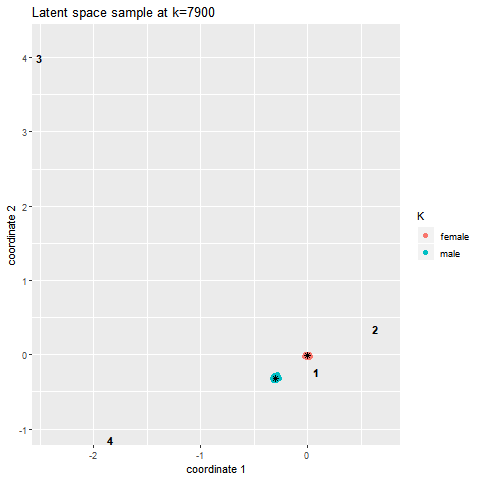 Latent space sample at k=7900
3
4
3
2
1
0
-1
2
1
4
-2
-1
0
coordinate 1
coordinate 2
K
female
male